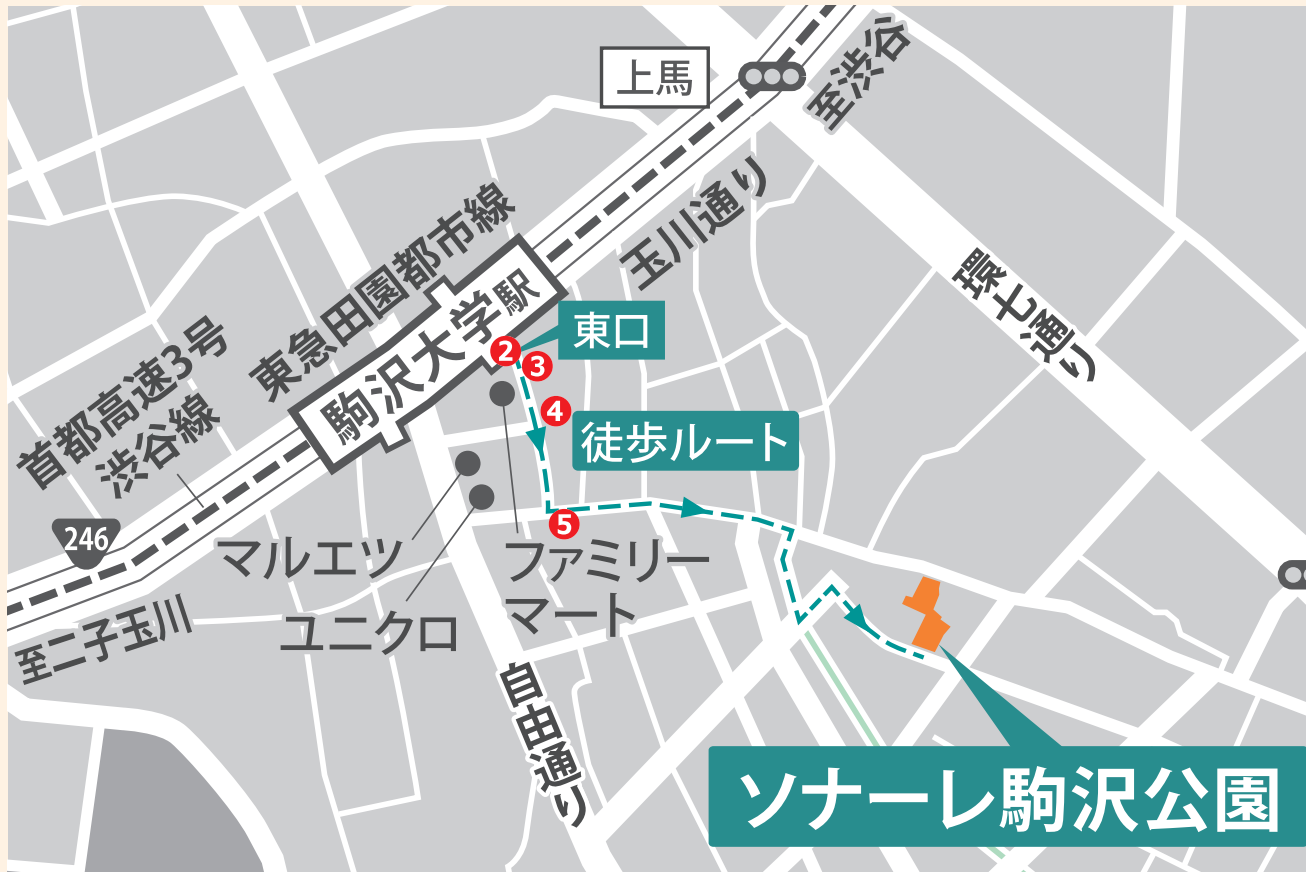 上馬
至渋谷
玉川通り
環七通り
東急田園都市線
駒沢大学駅
首都高速3号
渋谷線
東口
2
3
4
徒歩ルート
5
246
至二子玉川
マルエツ
ユニクロ
ファミリー
マート
自由通り
ソナーレ駒沢公園